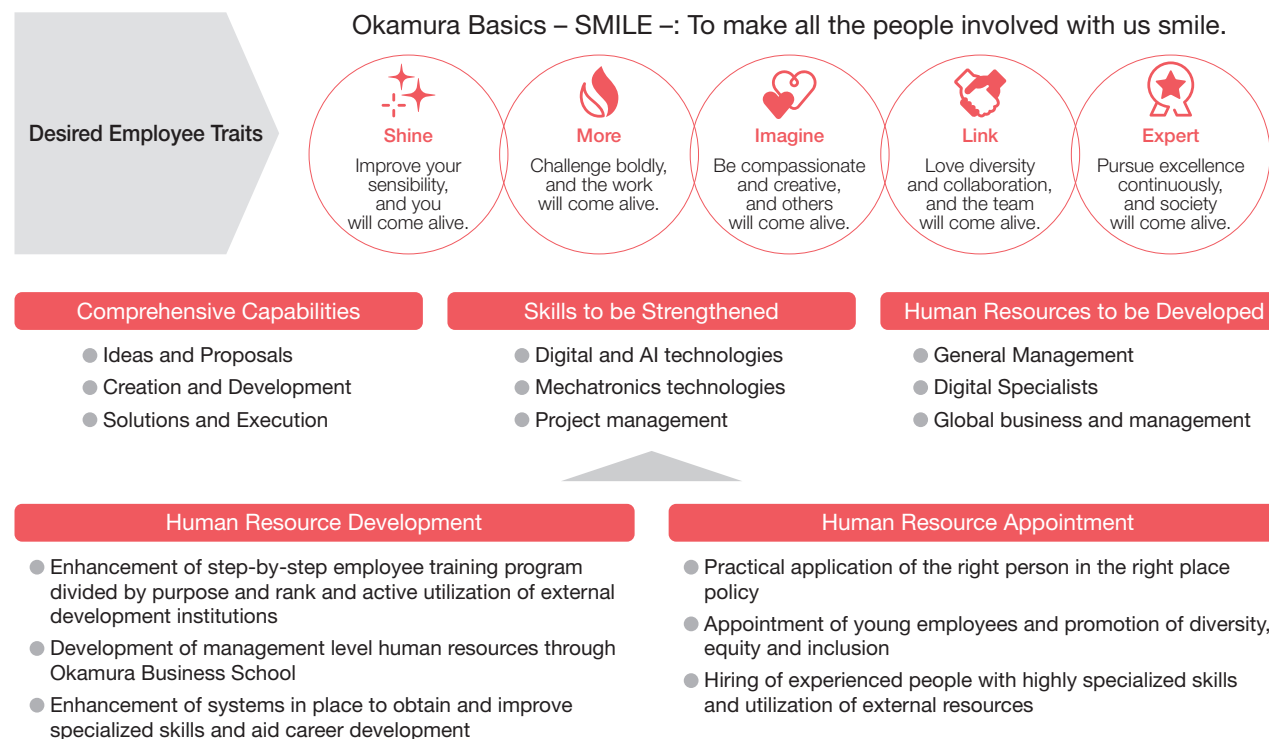 Okamura Basics – SMILE –: To make all the people involved with us smile.
Desired Employee Traits
Shine
Improve your
sensibility,
and you
will come alive.
More
Challenge boldly,
and the work
will come alive.
Imagine
Be compassionate
and creative,
and others
will come alive.
Link
Love diversity
and collaboration,
and the team
will come alive.
Expert
Pursue excellence
continuously,
and society
will come alive.
Comprehensive Capabilities
Ideas and Proposals
Creation and Development
Solutions and Execution
Skills to be Strengthened
Digital and AI technologies
Mechatronics technologies
Project management
Human Resources to be Developed
General Management
Digital Specialists
Global business and management
Human Resource Development
Enhancement of step-by-step employee training program
divided by purpose and rank and active utilization of external
development institutions
Development of management level human resources through
Okamura Business School
Enhancement of systems in place to obtain and improve
specialized skills and aid career development
Human Resource Appointment
Practical application of the right person in the right place
policy
Appointment of young employees and promotion of diversity,
equity and inclusion
Hiring of experienced people with highly specialized skills
and utilization of external resources